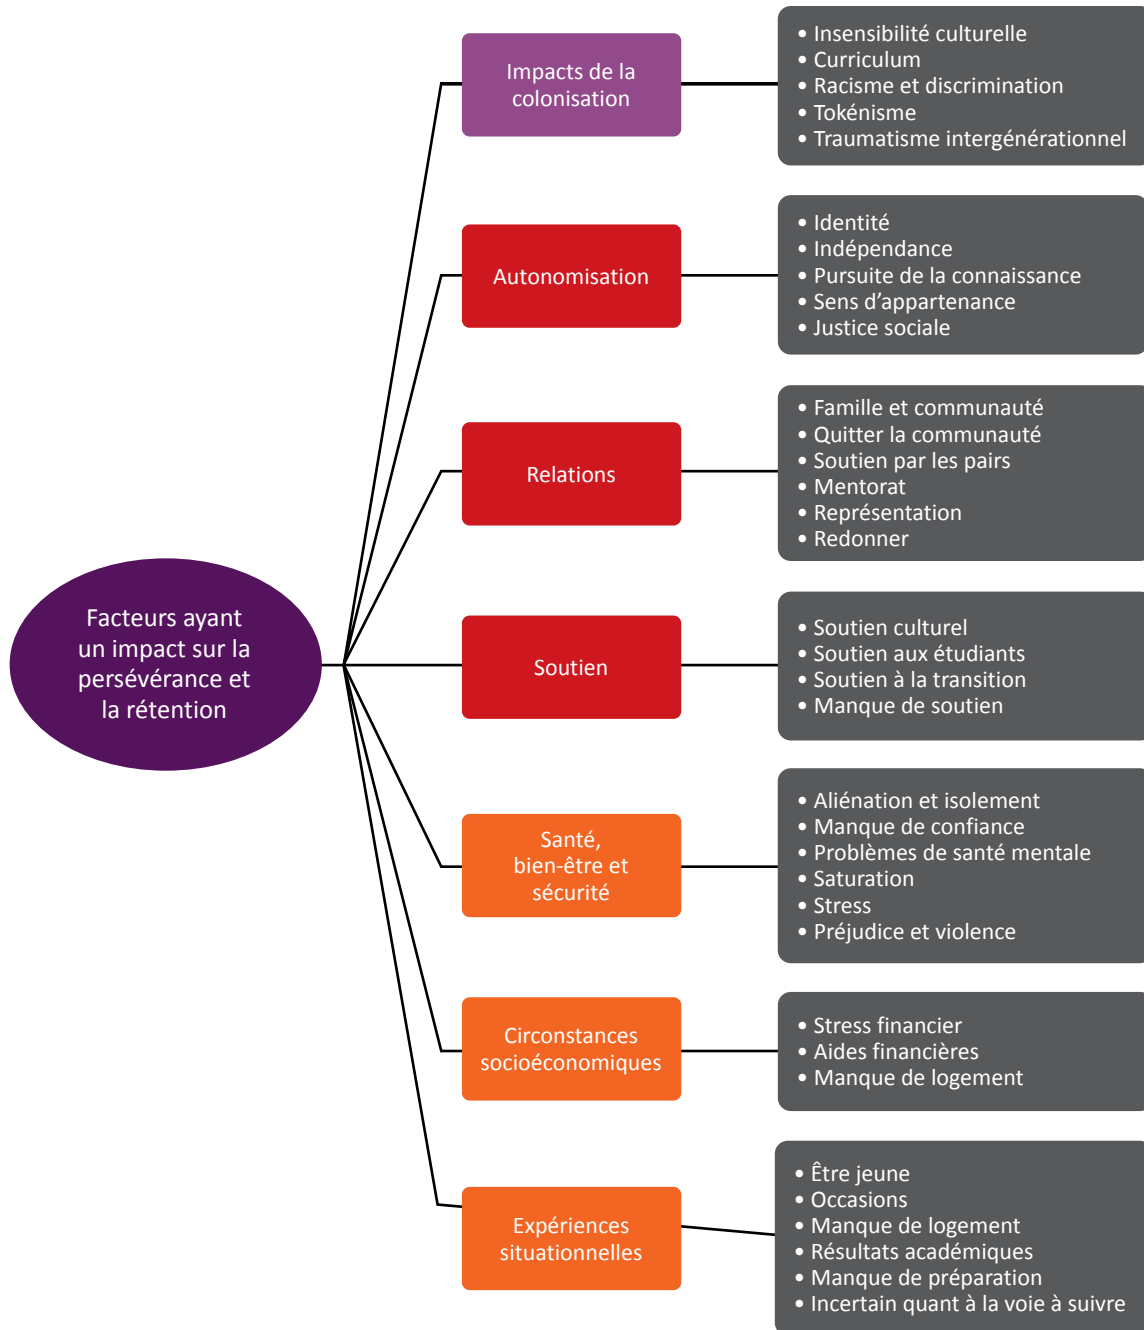 Facteurs ayant
un impact sur la
persévérance et
la rétention
Impacts de la
colonisation
• Insensibilité culturelle
• Curriculum
• Racisme et discrimination
• Tokénisme
• Traumatisme intergénérationnel
Autonomisation
• Identité
• Indépendance
• Pursuite de la connaissance
• Sens d’appartenance
• Justice sociale
Relations
• Famille et communauté
• Quitter la communauté
• Soutien par les pairs
• Mentorat
• Représentation
• Redonner
Soutien
• Soutien culturel
• Soutien aux étudiants
• Soutien à la transition
• Manque de soutien
Santé,
bien-être et
sécurité
• Aliénation et isolement
• Manque de confiance
• Problèmes de santé mentale
• Saturation
• Stress
• Préjudice et violence
Circonstances
socioéconomiques
• Stress financier
• Aides financières
• Manque de logement
Expériences
situationnelles
• Être jeune
• Occasions
• Manque de logement
• Résultats académiques
• Manque de préparation
• Incertain quant à la voie à suivre